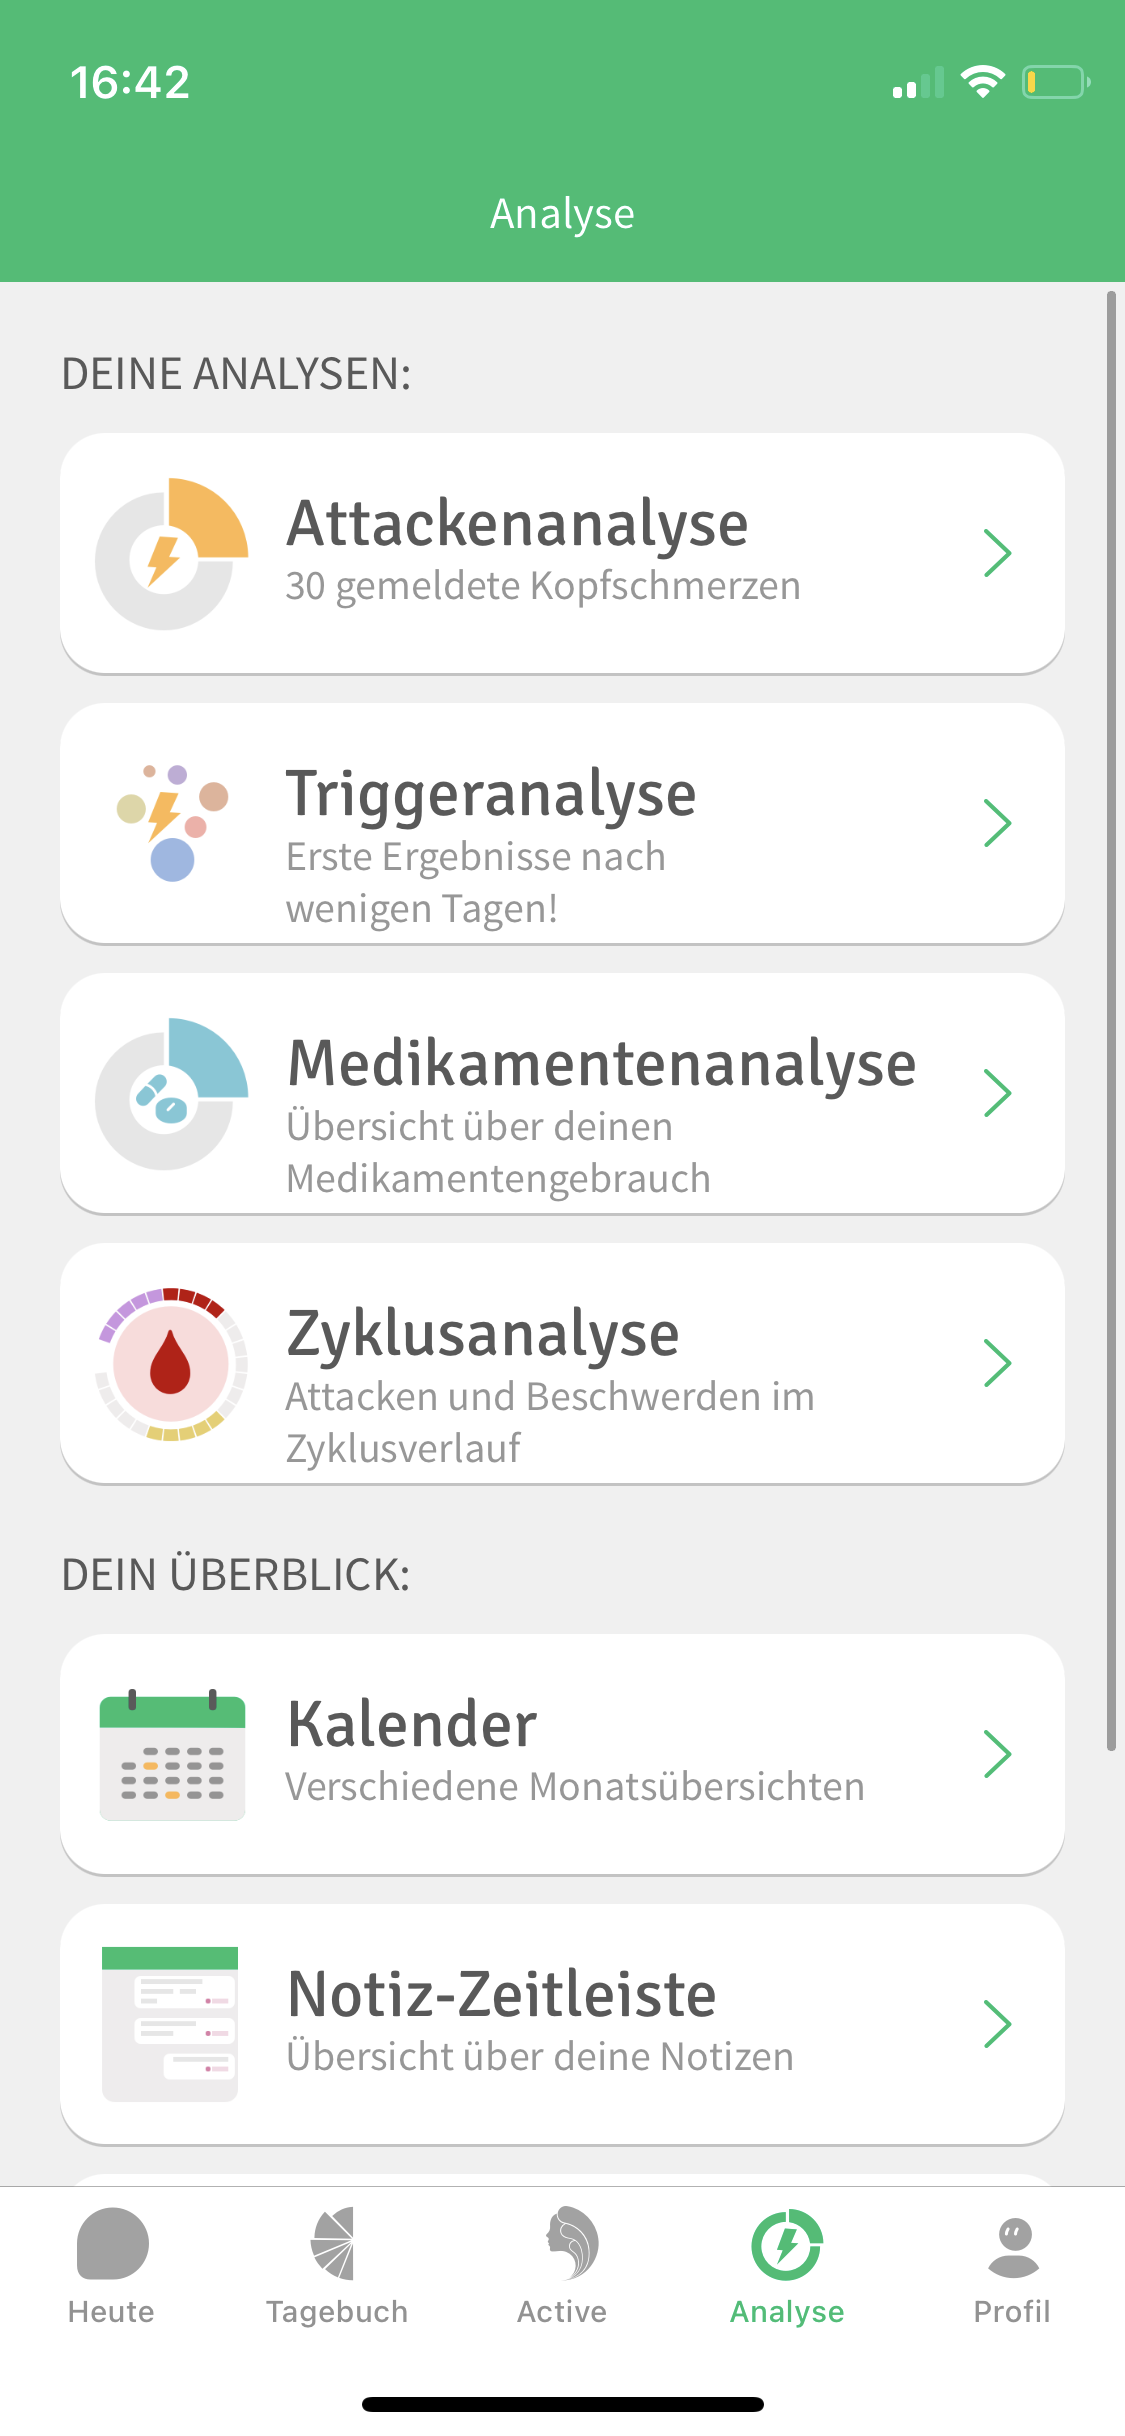 16:42
Analyse
DEINE ANALYSEN:
Attackenanalyse
30 gemeldete Kopfschmerzen
Triggeranalyse
Erste Ergebnisse nach
wenigen Tagen!
Medikamentenanalyse
Übersicht über deinen
Medikamentengebrauch
Zyklusanalyse
Attacken und Beschwerden im
Zyklusverlauf
DEIN ÜBERBLICK:
Kalender
Verschiedene Monatsübersichten
Notiz-Zeitleiste
Übersicht über deine Notizen
Heute
Tagebuch
Active
Analyse
Profil